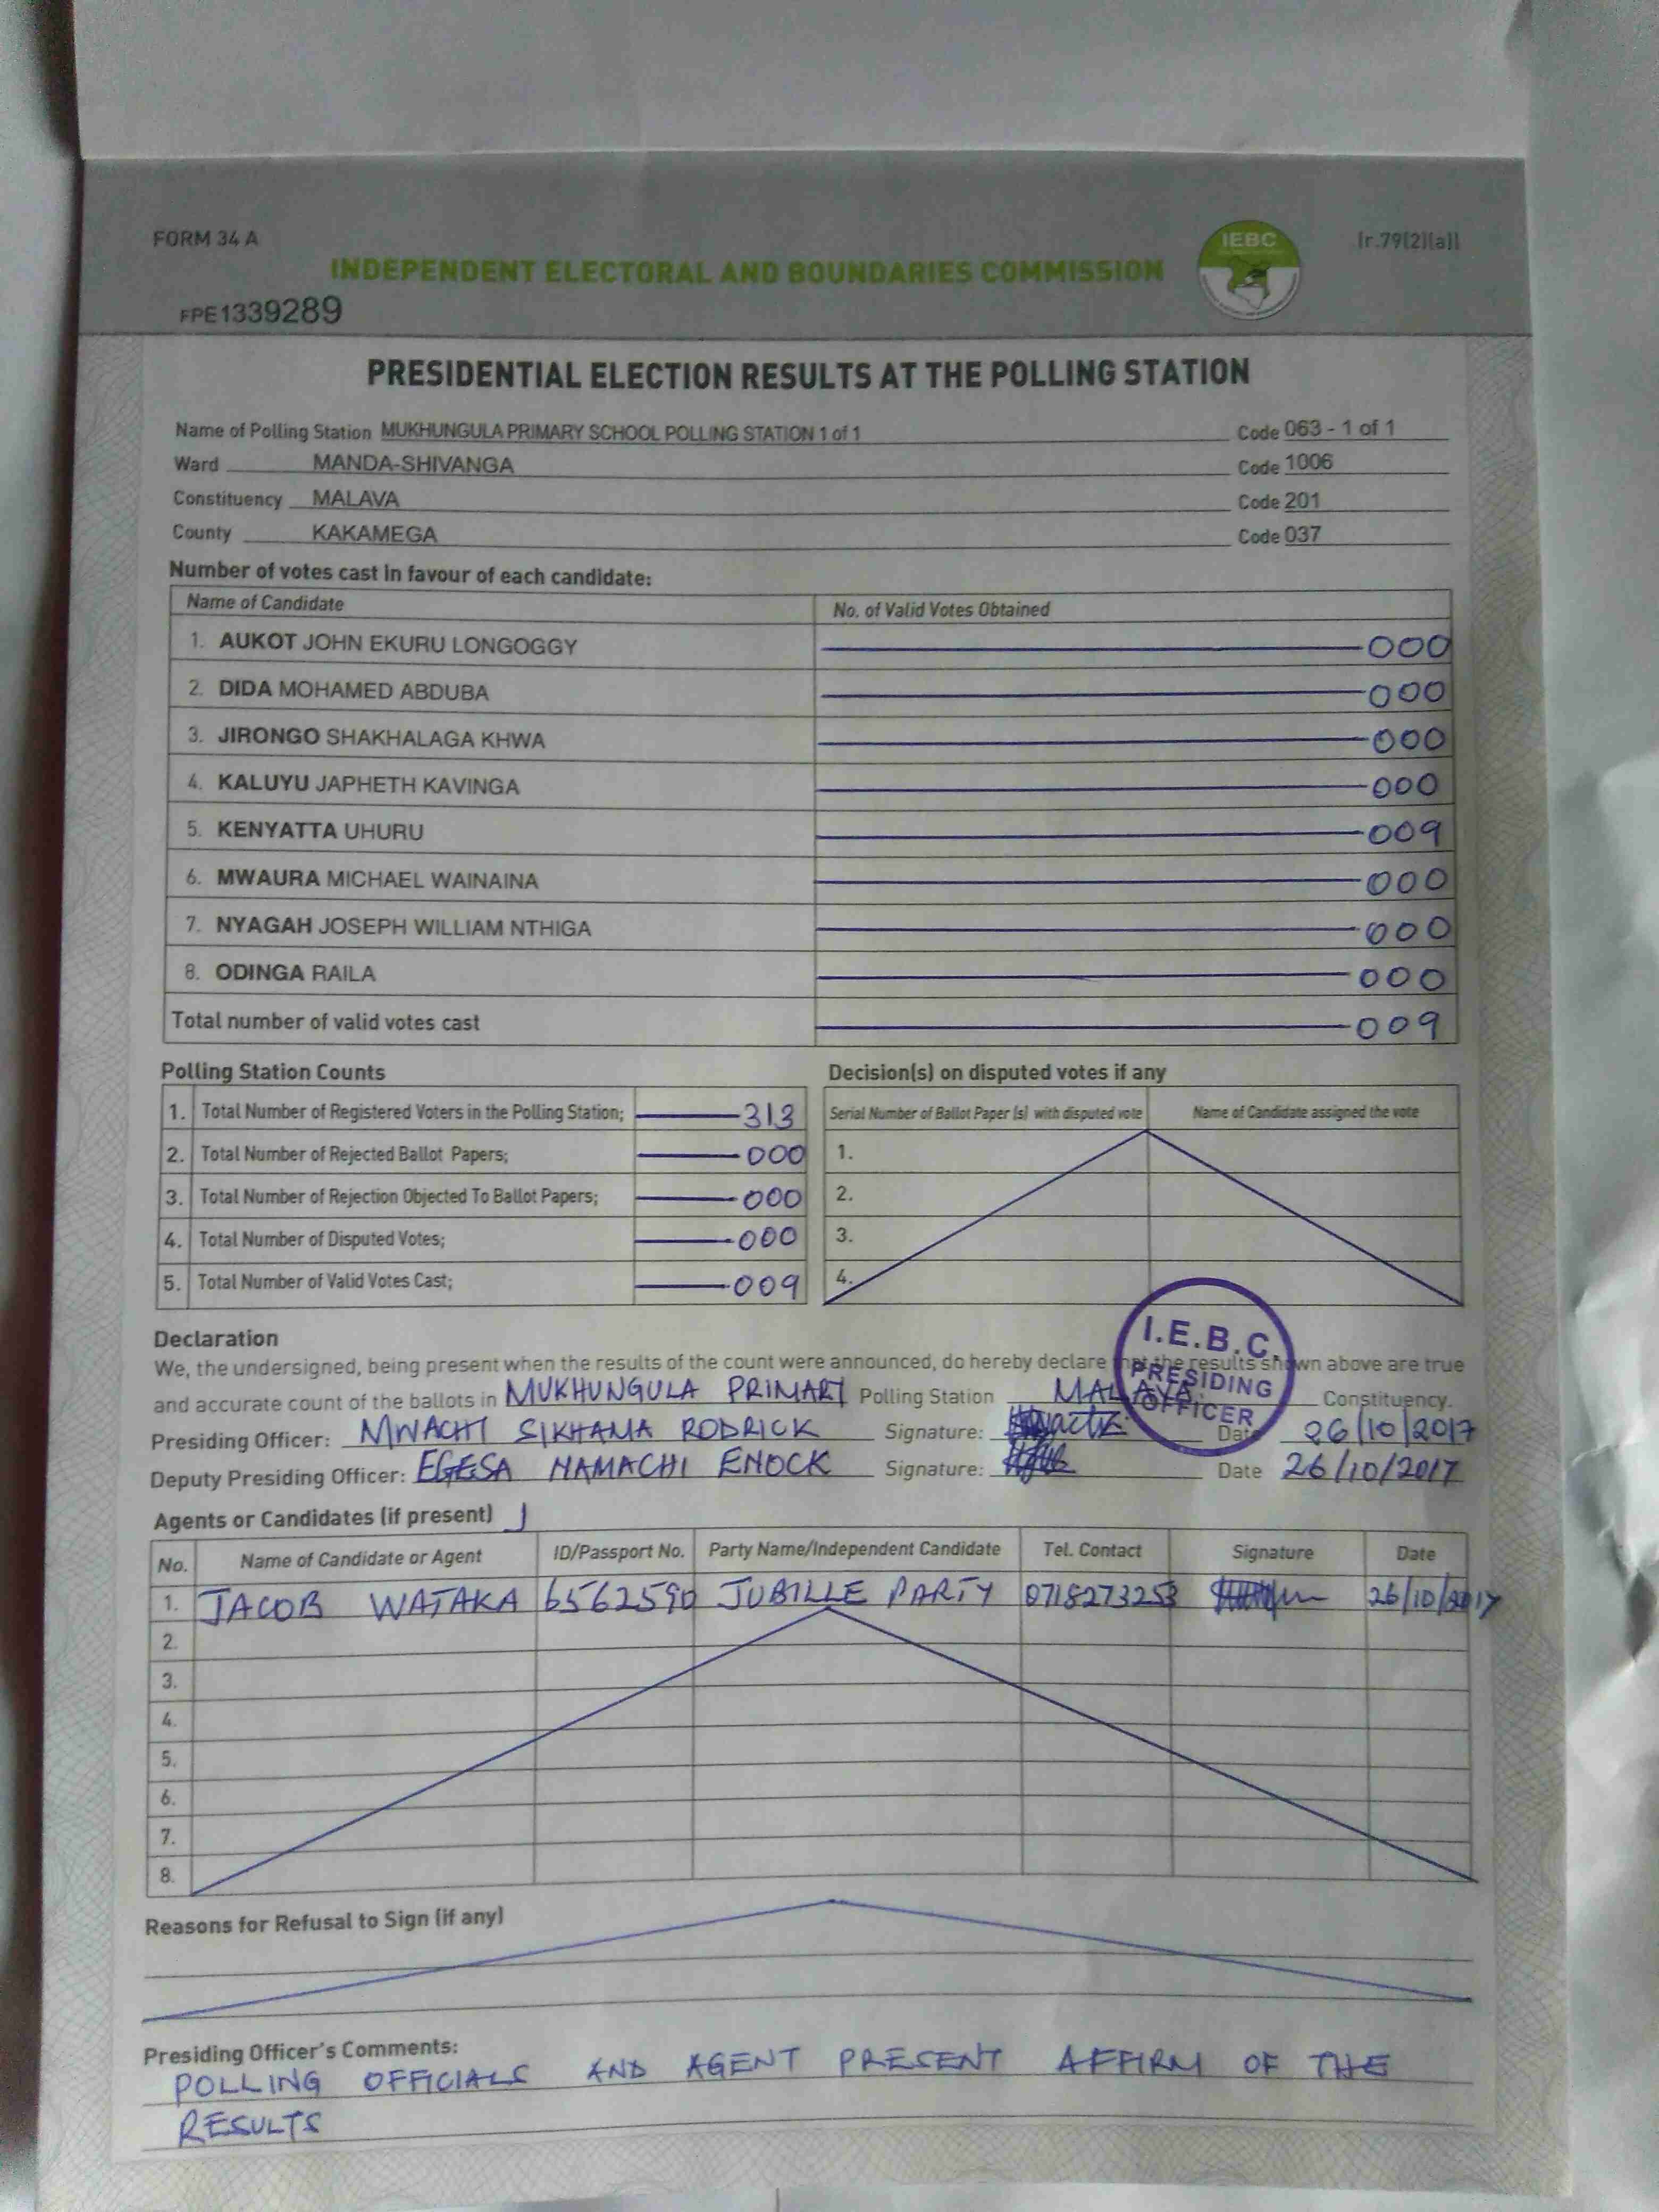 FORM 34 A
IEBC
[r.79(2)(a)]
INDEPENDENT ELECTORAL AND BOUNDARIES COMMISSION
FPE1339289
PRESIDENTIAL ELECTION RESULTS AT THE POLLING STATION
Name of Polling Station MUKHUNGULA PRIMARY SCHOOL POLLING STATION 1 of 1 Code 063 - 1 of 1
Ward MANDA-SHIVANGA Code 1006
Constituency MALAVA Code 201
County KAKAMEGA Code 037
Number of votes cast in favour of each candidate:
Name of Candidate No. of Valid Votes Obtained
1. AUKOT JOHN EKURU LONGOGGY 000
2. DIDA MOHAMED ABDUBA 000
3. JIRONGO SHAKHALAGA KHWA 000
4. KALUYU JAPHETH KAVINGA 000
5. KENYATTA UHURU 009
6. MWAURA MICHAEL WAINAINA 000
7. NYAGAH JOSEPH WILLIAM NTHIGA 000
8. ODINGA RAILA 000
Total number of valid votes cast 009
Polling Station Counts
1. Total Number of Registered Voters in the Polling Station; 313
2. Total Number of Rejected Ballot Papers; 000
3. Total Number of Rejection Objected To Ballot Papers; 000
4. Total Number of Disputed Votes; 000
5. Total Number of Valid Votes Cast; 009
Decision(s) on disputed votes if any
Serial Number of Ballot Paper (s) with disputed vote Name of Candidate assigned the vote
1.
2.
3.
4.
I.E.B.C.
PRESIDING
OFFICER
Declaration
We, the undersigned, being present when the results of the count were announced, do hereby declare that the results shown above are true
and accurate count of the ballots in MUKHUNGULA PRIMARY Polling Station MALAVA Constituency.
Presiding Officer: MWACHI SIKHAMA RODRICK Signature: Date 26/10/2017
Deputy Presiding Officer: EGESA NAMACHI ENOCK Signature: Date 26/10/2017
Agents or Candidates (if present) 1
No. Name of Candidate or Agent ID/Passport No. Party Name/Independent Candidate Tel. Contact Signature Date
1. JACOB WATAKA 6562590 JUBILLE PARTY 0718273253 26/10/2017
2.
3.
4.
5.
6.
7.
8.
Reasons for Refusal to Sign (if any)
Presiding Officer's Comments:
POLLING OFFICIALS AND AGENT PRESENT AFFIRM OF THE
RESULTS